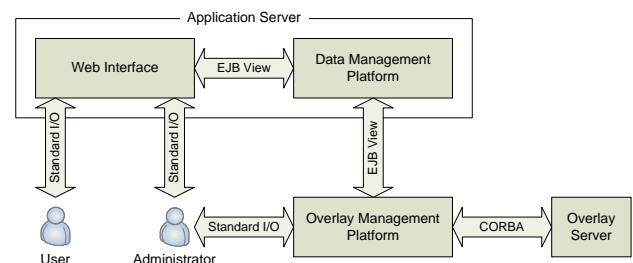 Application Server
Web Interface
EJB View
Data Management
Platform
Standard I/O
Standard I/O
EJB View
User
Administrator
Standard I/O
Overlay Management
Platform
CORBA
Overlay
Server